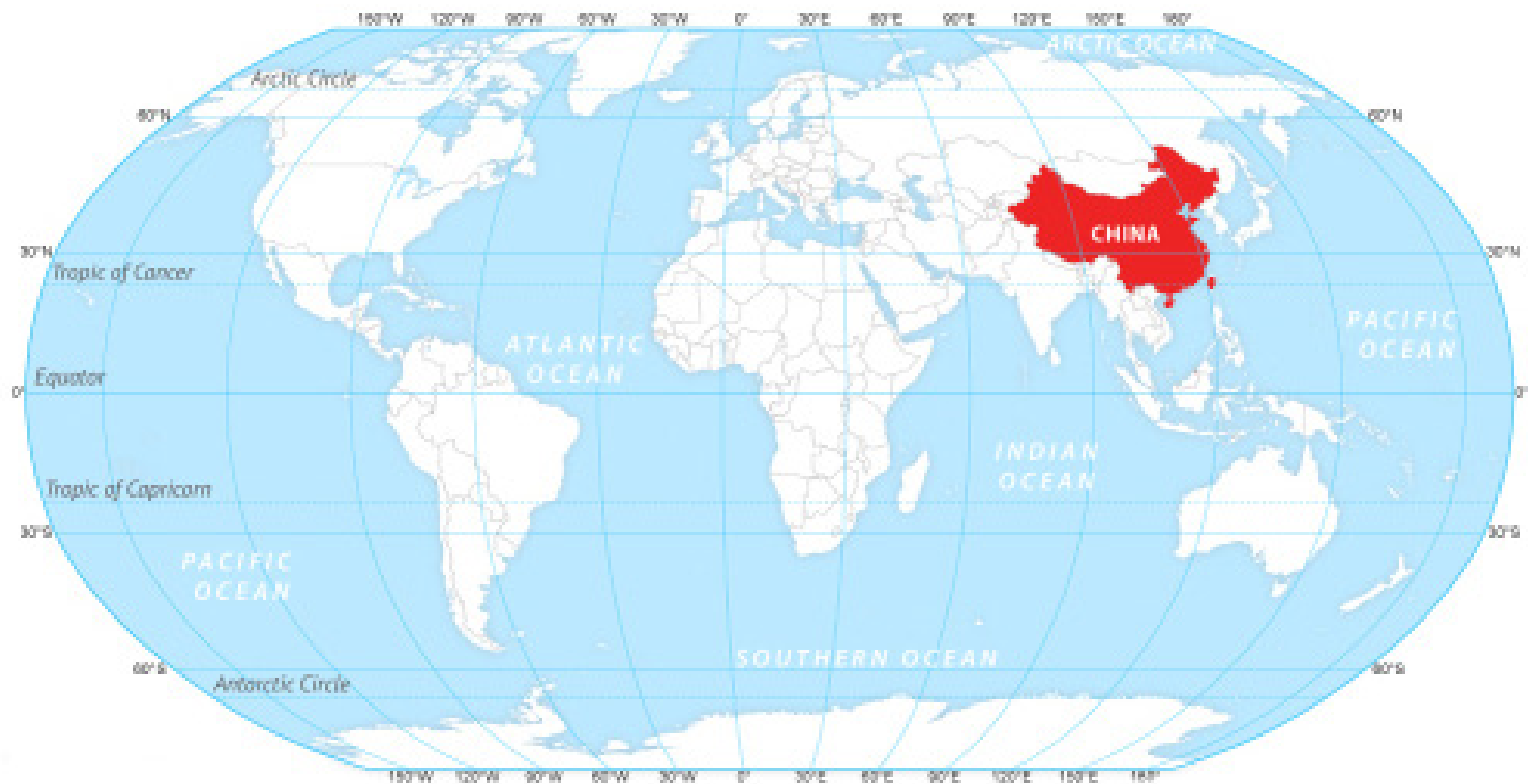 150°W 120°W 90°W 60°W 30°W 0° 30°E 60°E 90°E 120°E 150°E 180°
ARCTIC OCEAN
Arctic Circle
60°N 60°N
CHINA
30°N 30°N
Tropic of Cancer
PACIFIC
OCEAN
ATLANTIC
OCEAN
Equator
0° 0°
INDIAN
OCEAN
Tropic of Capricorn
30°S 30°S
PACIFIC
OCEAN
SOUTHERN OCEAN
60°S 60°S
Antarctic Circle
150°W 120°W 90°W 60°W 30°W 0° 30°E 60°E 90°E 120°E 150°E 180°